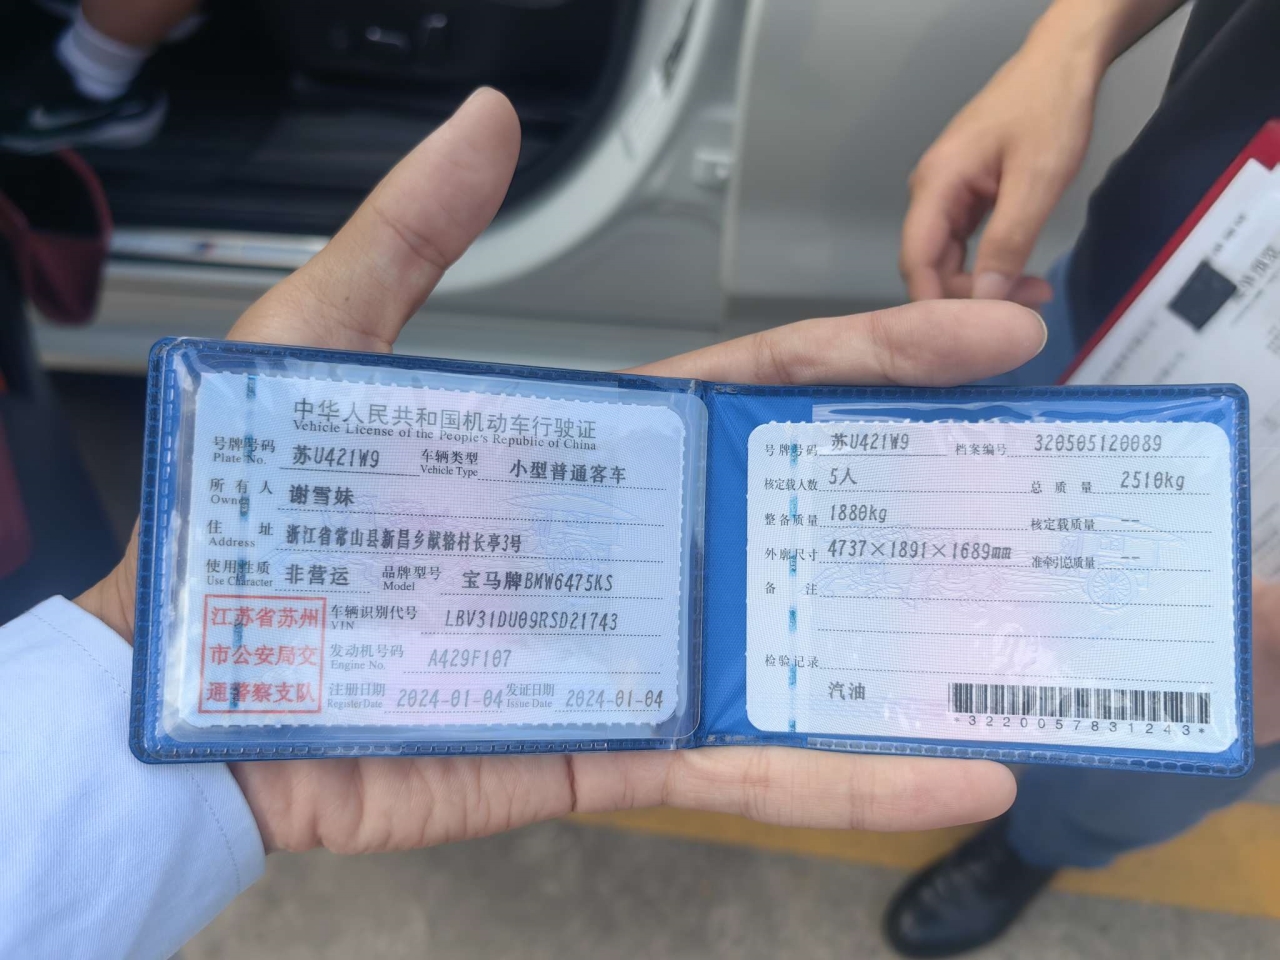 中华人民共和国机动车行驶证
Vehicle License of the People's Republic of China
号牌号码 苏U421W9 车辆类型 小型普通客车
Plate No. Vehicle Type
所有人 谢雪妹
Owner
住址 浙江省常山县新昌乡猷辂村长亭3号
Address
使用性质 非营运 品牌型号 宝马牌BMW6475KS
Use Character Model
江苏省苏州
市公安局交
通警察支队
车辆识别代号 LBV31DU09RSD21743
VIN
发动机号码 A429F107
Engine No.
注册日期 2024-01-04 发证日期 2024-01-04
Register Date Issue Date
号牌号码 苏U421W9 档案编号 320505120089
核定载人数 5人 总质量 2510kg
整备质量 1880kg 核定载质量 --
外廓尺寸 4737×1891×1689mm 准牵引总质量 --
备注
检验记录
汽油
*3220057831243*